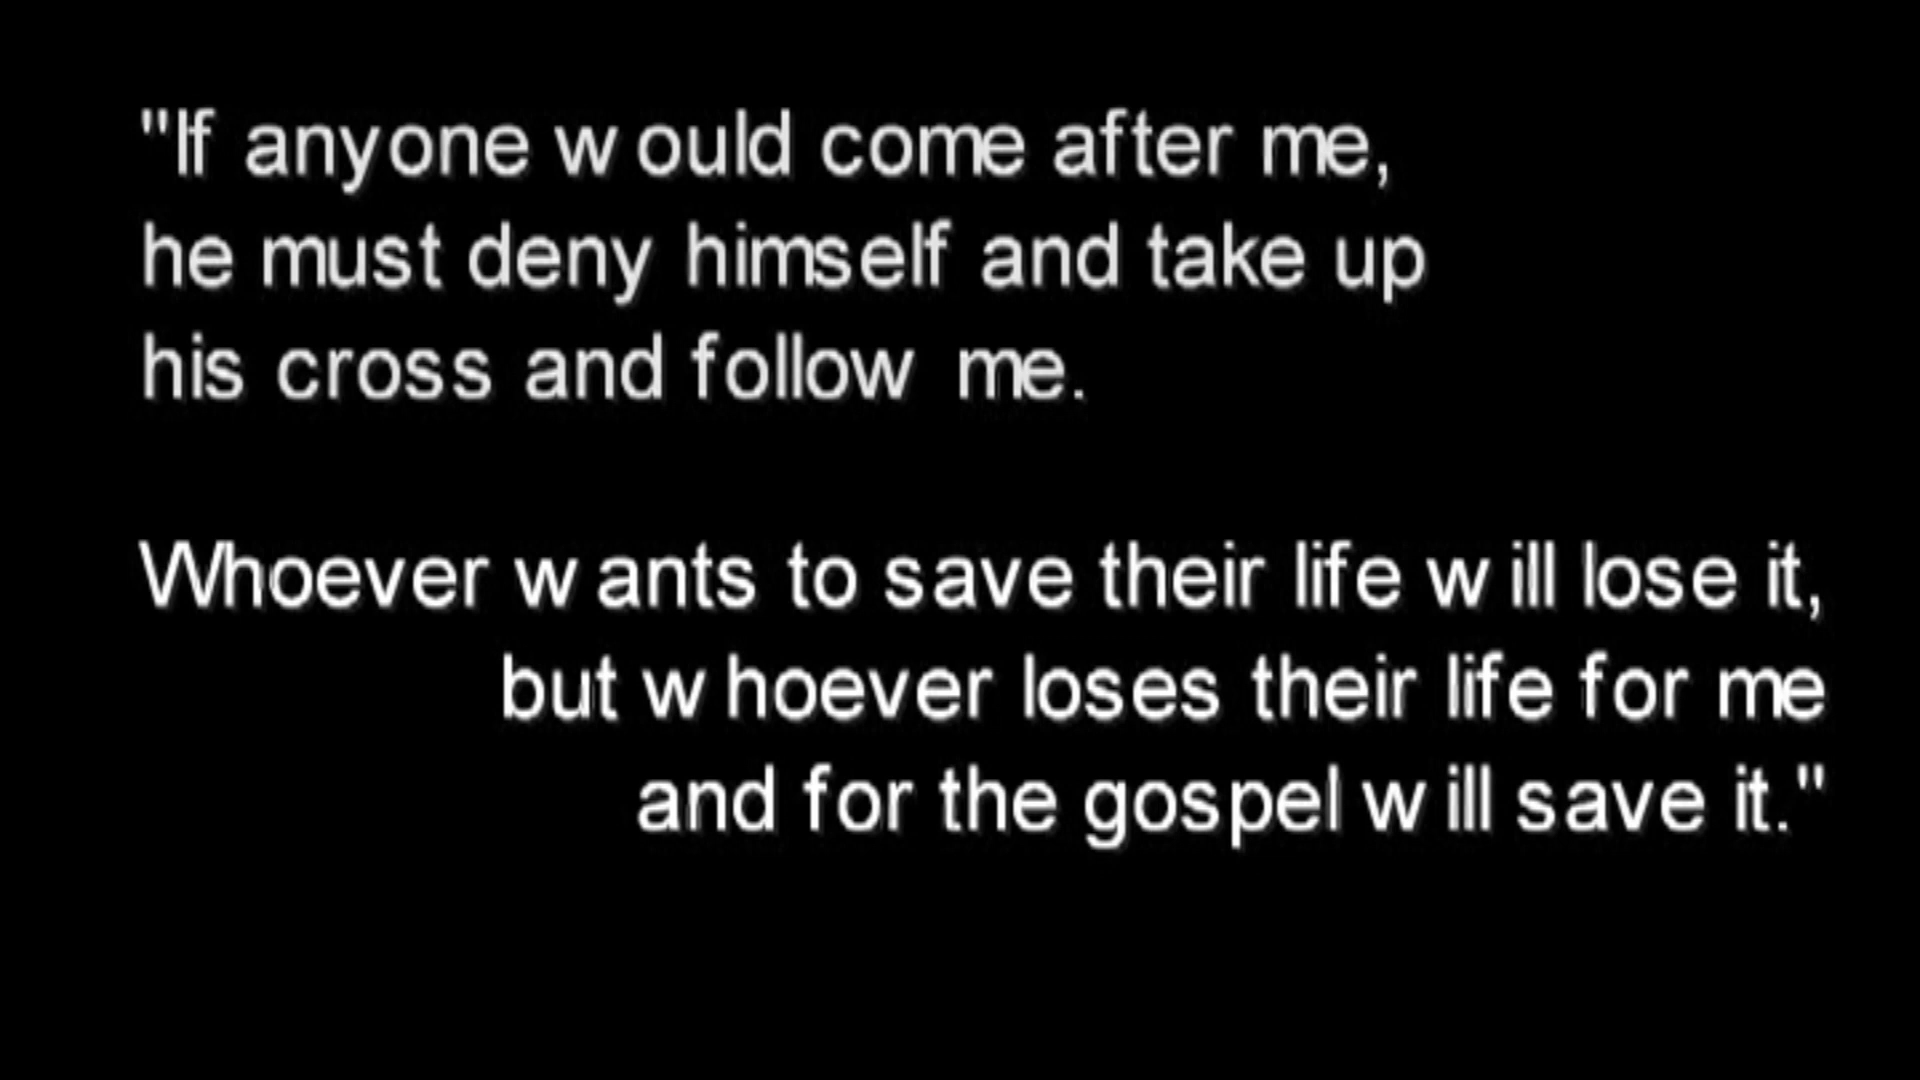 "If anyone would come after me,
he must deny himself and take up
his cross and follow me.
Whoever wants to save their life will lose it,
but whoever loses their life for me
and for the gospel will save it."